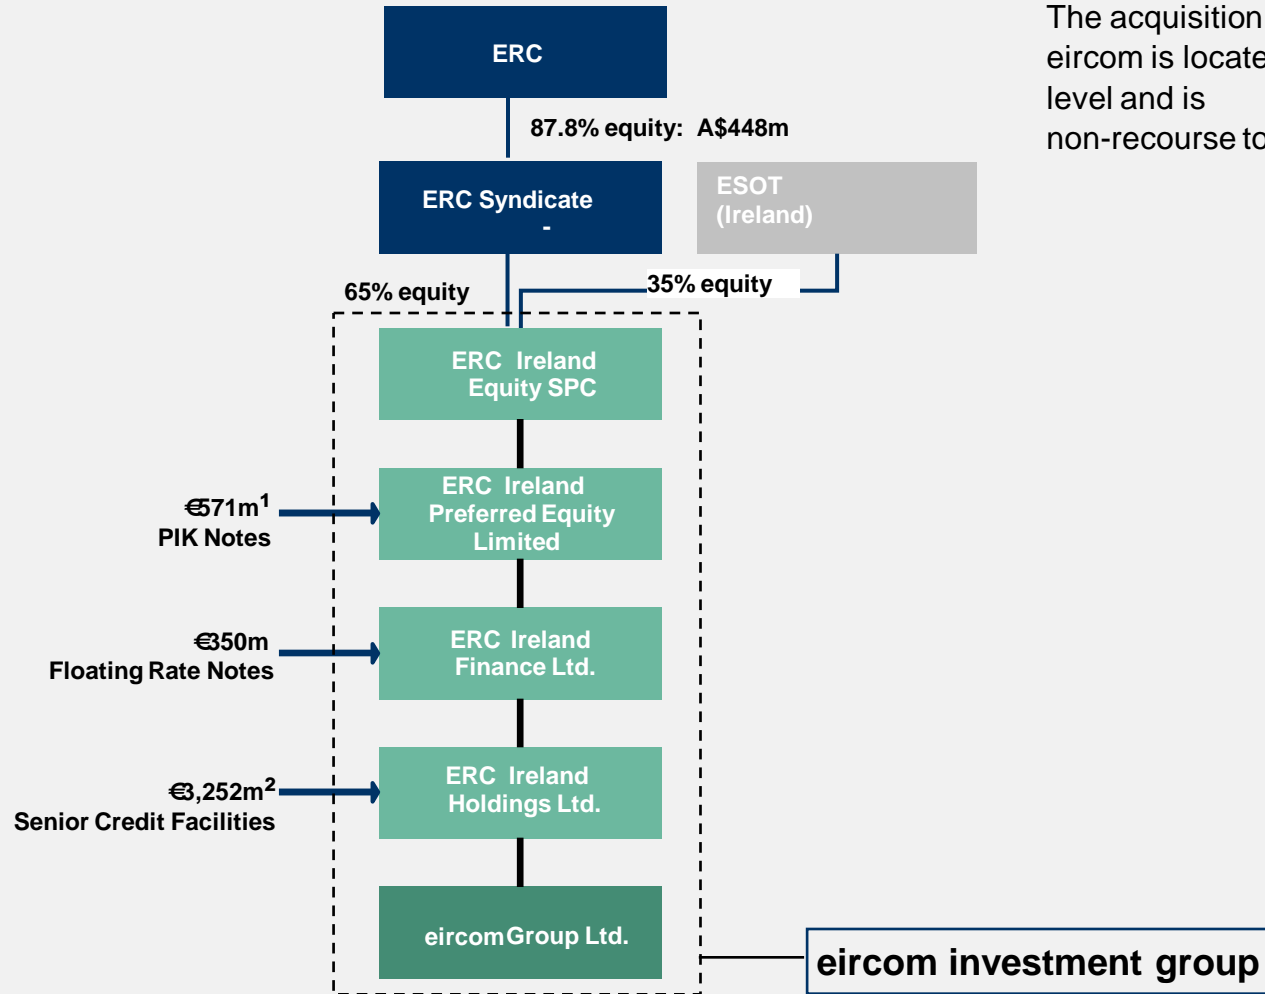 The acquisition
eircom is locate
level and is
non-recourse to
ERC
87.8% equity: A$448m
ERC Syndicate
-
ESOT
(Ireland)
65% equity
35% equity
ERC Ireland
Equity SPC
€571m¹
PIK Notes
ERC Ireland
Preferred Equity
Limited
€350m
Floating Rate Notes
ERC Ireland
Finance Ltd.
€3,252m²
Senior Credit Facilities
ERC Ireland
Holdings Ltd.
eircom Group Ltd.
eircom investment group